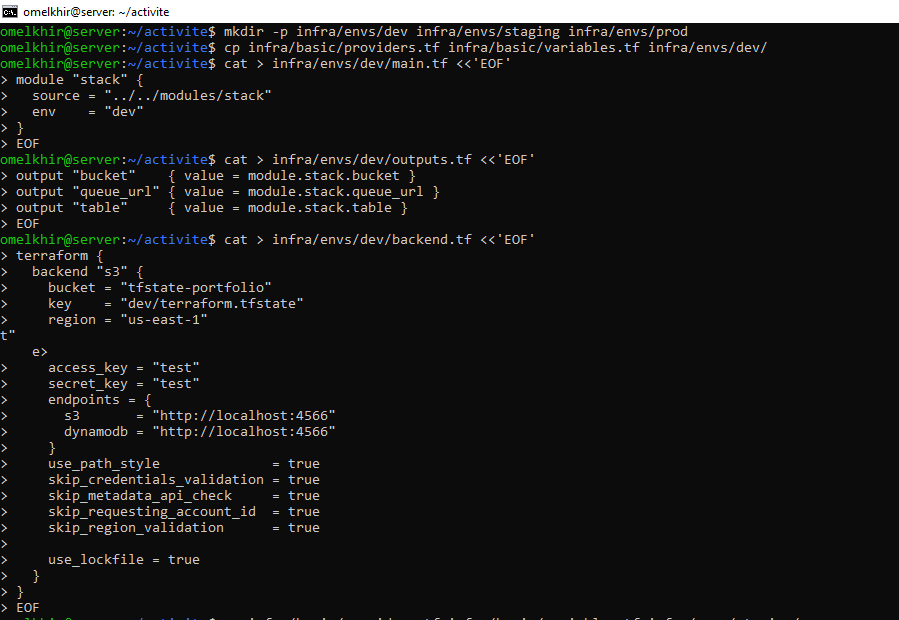 omelkhir@server: ~/activite
omelkhir@server:~/activite$ mkdir -p infra/envs/dev infra/envs/staging infra/envs/prod
omelkhir@server:~/activite$ cp infra/basic/providers.tf infra/basic/variables.tf infra/envs/dev/
omelkhir@server:~/activite$ cat > infra/envs/dev/main.tf <<'EOF'
> module "stack" {
>   source = "../../modules/stack"
>   env    = "dev"
> }
> EOF
omelkhir@server:~/activite$ cat > infra/envs/dev/outputs.tf <<'EOF'
> output "bucket"    { value = module.stack.bucket }
> output "queue_url" { value = module.stack.queue_url }
> output "table"     { value = module.stack.table }
> EOF
omelkhir@server:~/activite$ cat > infra/envs/dev/backend.tf <<'EOF'
> terraform {
>   backend "s3" {
>     bucket = "tfstate-portfolio"
>     key    = "dev/terraform.tfstate"
>     region = "us-east-1"
t"
    e>
>     access_key = "test"
>     secret_key = "test"
>     endpoints = {
>       s3       = "http://localhost:4566"
>       dynamodb = "http://localhost:4566"
>     }
>     use_path_style              = true
>     skip_credentials_validation = true
>     skip_metadata_api_check     = true
>     skip_requesting_account_id  = true
>     skip_region_validation      = true
>
>     use_lockfile = true
>   }
> }
> EOF